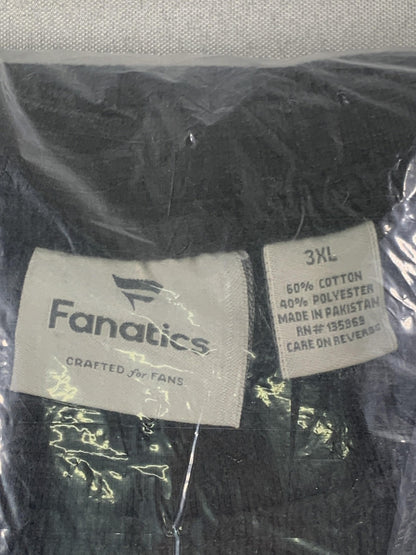 Fanatics
CRAFTED for FANS
3XL
60% COTTON
40% POLYESTER
MADE IN PAKISTAN
RN# 135969
CARE ON REVERSE